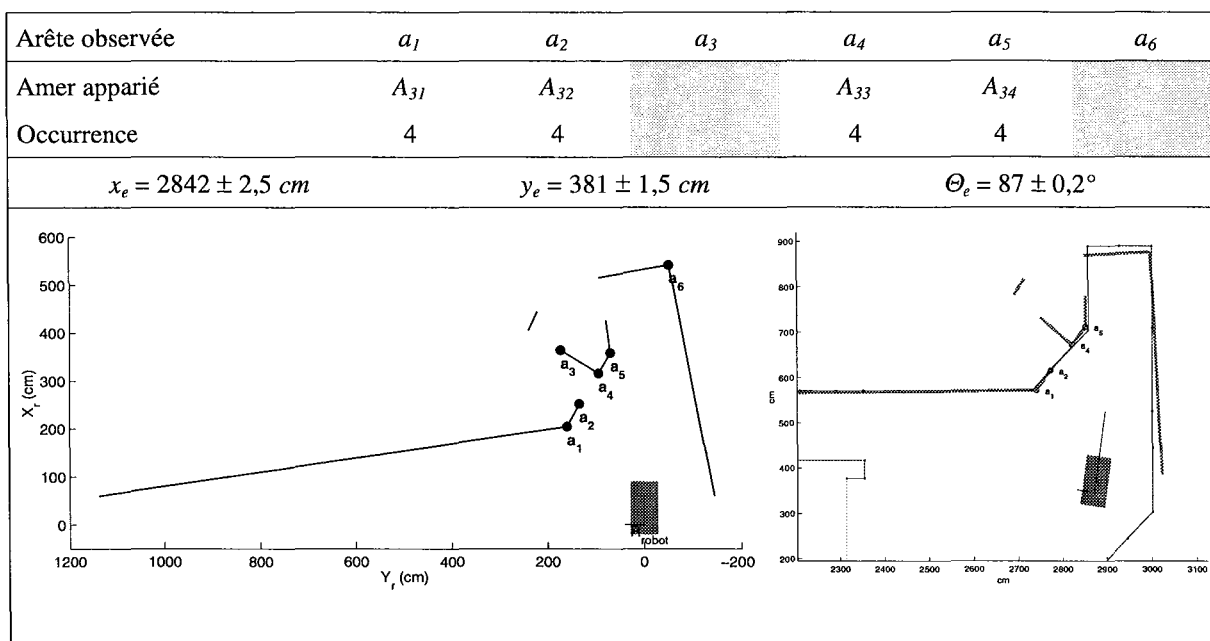 Arête observée a1 a2 a3 a4 a5 a6
Amer apparié A31 A32 A33 A34
Occurrence 4 4 4 4
xe = 2842 ± 2,5 cm ye = 381 ± 1,5 cm Θe = 87 ± 0,2°
600
500
400
300
200
100
0
Xr (cm)
1200 1000 800 600 400 200 0 −200
Yr (cm)
a6
a3
a5
a4
a2
a1
robot
900
800
700
600
500
400
300
200
cm
2300 2400 2500 2600 2700 2800 2900 3000 3100
cm
a5
a4
a2
a1